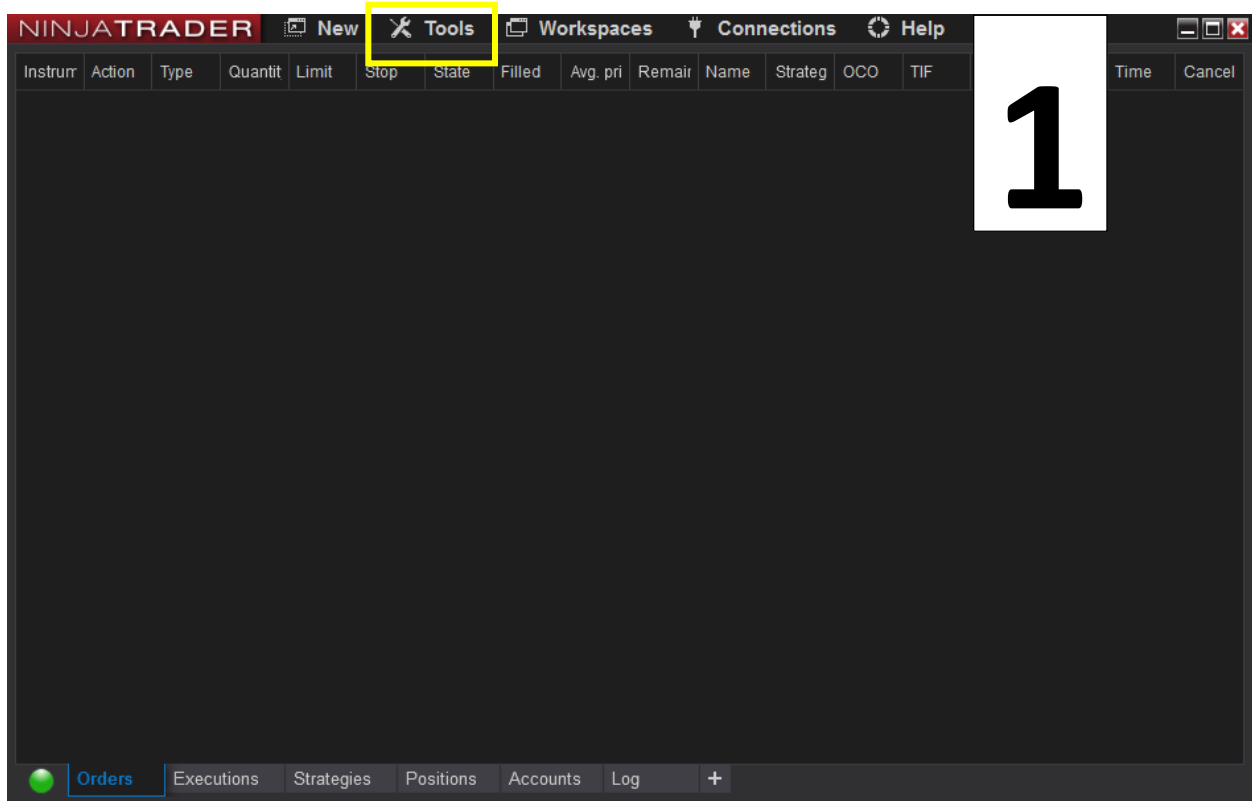 NINJATRADER New Tools Workspaces Connections Help
Instrum Action Type Quantit Limit Stop State Filled Avg. pri Remair Name Strateg OCO TIF Time Cancel
1
Orders Executions Strategies Positions Accounts Log +